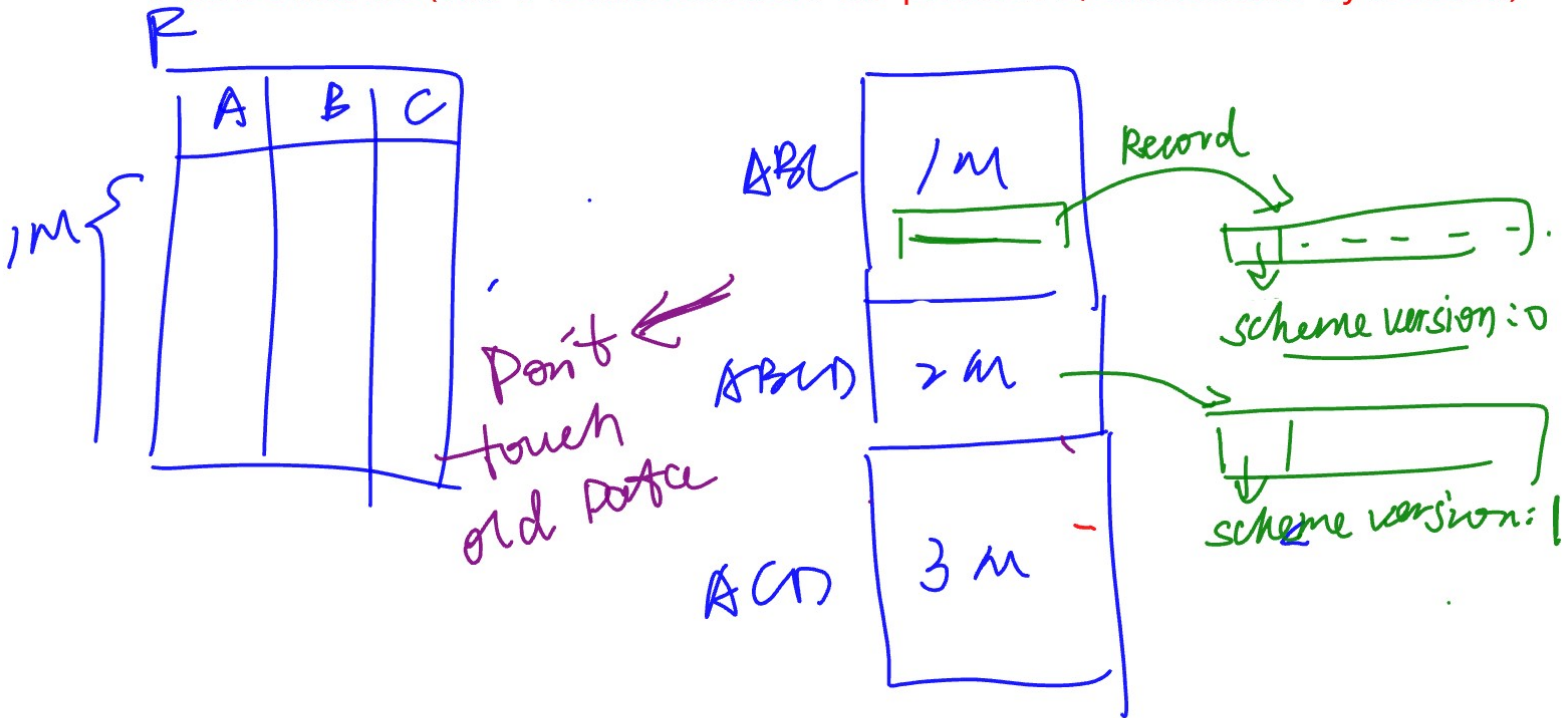 R
A B C
1M
ABC
1M
Record
scheme version:0
Don't
touch
old Data
ABCD
2M
scheme version:1
ACD
3M